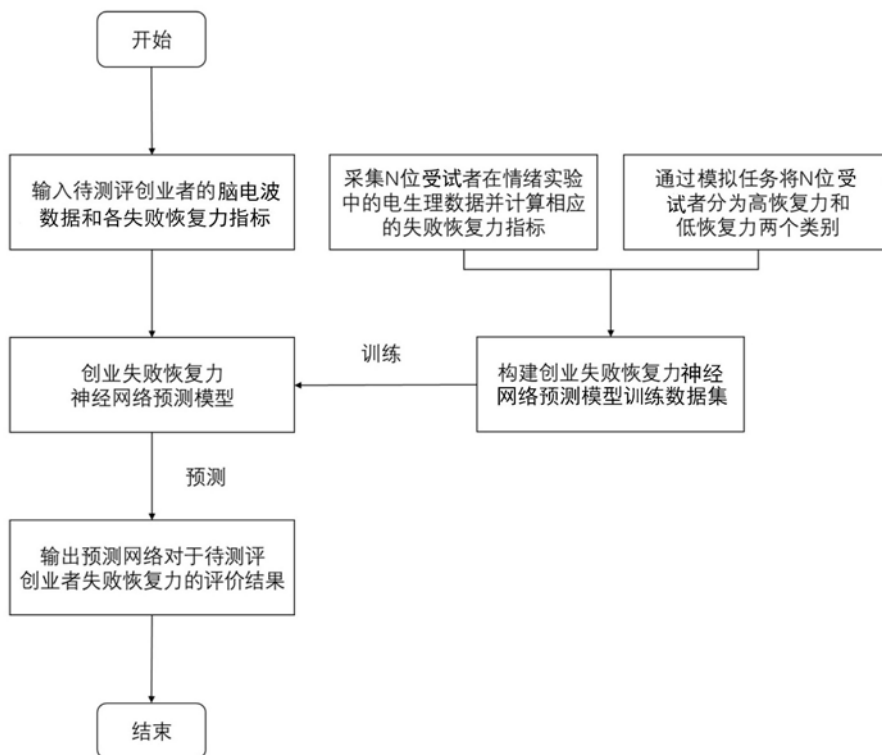 开始
输入待测评创业者的脑电波
数据和各失败恢复力指标
采集N位受试者在情绪实验
中的电生理数据并计算相应
的失败恢复力指标
通过模拟任务将N位受
试者分为高恢复力和
低恢复力两个类别
创业失败恢复力
神经网络预测模型
训练
构建创业失败恢复力神经
网络预测模型训练数据集
预测
输出预测网络对于待测评
创业者失败恢复力的评价结果
结束